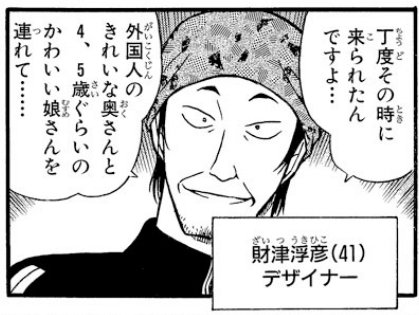 丁度その時に
来られたん
ですよ…
外国人の
きれいな奥さんと
4、5歳ぐらいの
かわいい娘さんを
連れて……
財津浮彦(41)
デザイナー